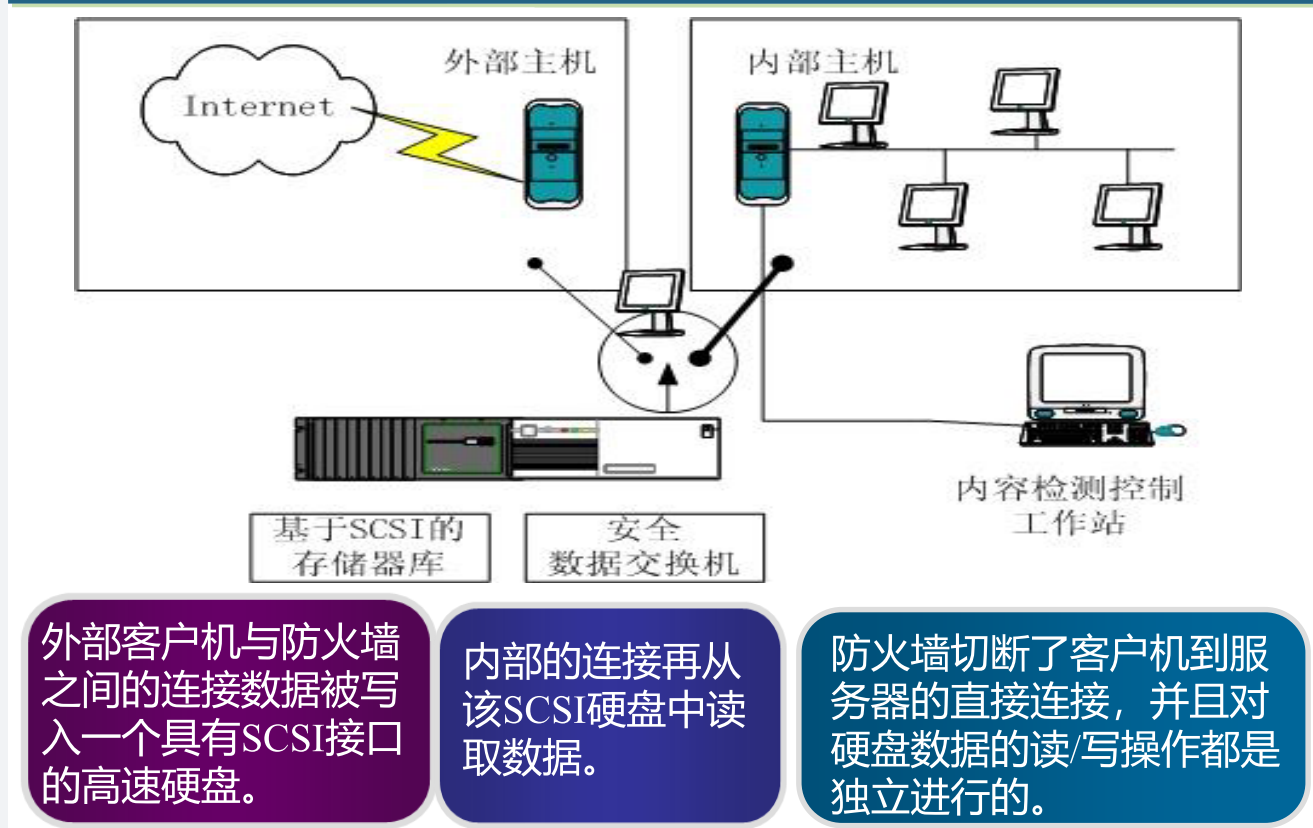 外部主机
内部主机
Internet
内容检测控制
工作站
基于SCSI的
存储器库
安全
数据交换机
外部客户机与防火墙
之间的连接数据被写
入一个具有SCSI接口
的高速硬盘。
内部的连接再从
该SCSI硬盘中读
取数据。
防火墙切断了客户机到服
务器的直接连接，并且对
硬盘数据的读/写操作都是
独立进行的。